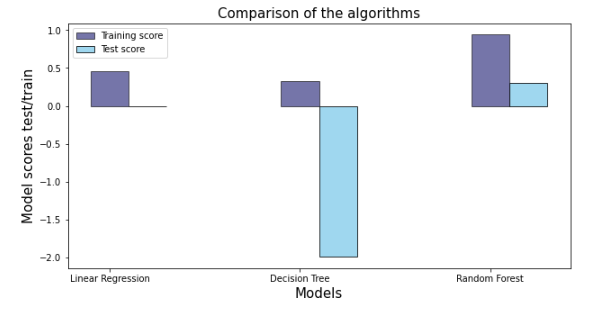 Comparison of the algorithms
Training score
Test score
1.0
0.5
0.0
−0.5
−1.0
−1.5
−2.0
Model scores test/train
Linear Regression
Decision Tree
Random Forest
Models